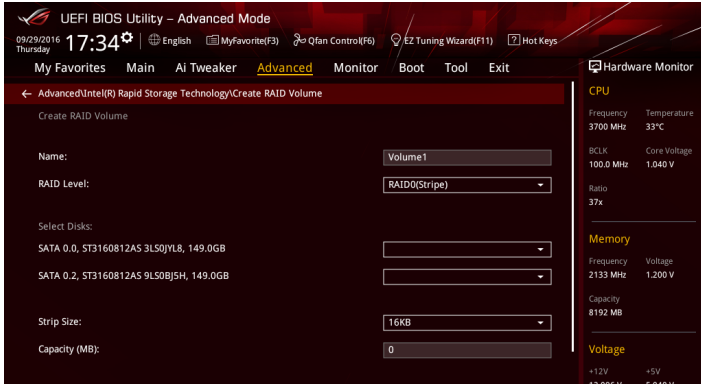 UEFI BIOS Utility – Advanced Mode
09/29/2016 Thursday 17:34 English MyFavorite(F3) Qfan Control(F6) EZ Tuning Wizard(F11) ? Hot Keys
My Favorites Main Ai Tweaker Advanced Monitor Boot Tool Exit
Hardware Monitor
← Advanced\Intel(R) Rapid Storage Technology\Create RAID Volume
Create RAID Volume
Name: Volume1
RAID Level: RAID0(Stripe)
Select Disks:
SATA 0.0, ST3160812AS 3LS0JYL8, 149.0GB
SATA 0.2, ST3160812AS 9LS0BJ5H, 149.0GB
Strip Size: 16KB
Capacity (MB): 0
CPU
Frequency Temperature
3700 MHz 33°C
BCLK Core Voltage
100.0 MHz 1.040 V
Ratio
37x
Memory
Frequency Voltage
2133 MHz 1.200 V
Capacity
8192 MB
Voltage
+12V +5V